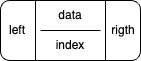 left
data
index
rigth